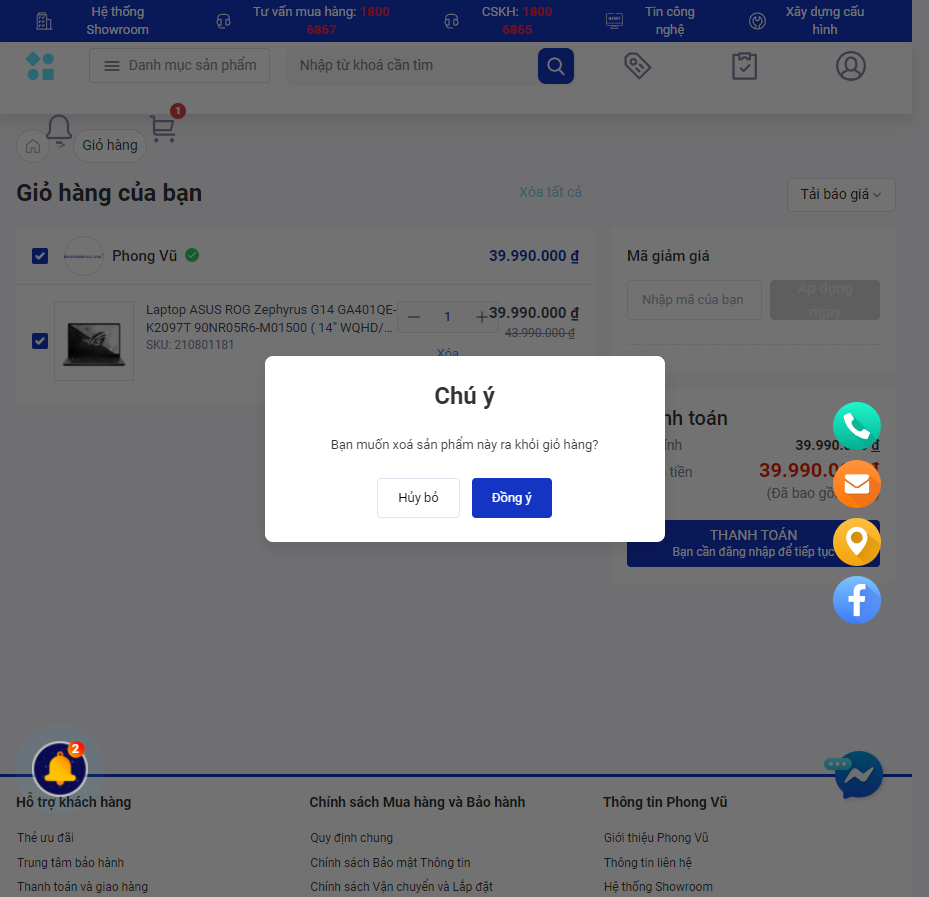 Hệ thống
Showroom
Tư vấn mua hàng: 1800
6867
CSKH: 1800
6865
NEWS
Tin công
nghệ
Xây dựng cấu
hình
Danh mục sản phẩm
Nhập từ khoá cần tìm
1
Giỏ hàng
Giỏ hàng của bạn
Xóa tất cả
Tải báo giá
Phong Vũ
39.990.000 ₫
Laptop ASUS ROG Zephyrus G14 GA401QE-
K2097T 90NR05R6-M01500 ( 14" WQHD/...
SKU: 210801181
1
39.990.000 ₫
43.990.000 ₫
Xóa
Mã giảm giá
Nhập mã của bạn
Áp dụng
ngay
Chú ý
Bạn muốn xoá sản phẩm này ra khỏi giỏ hàng?
Hủy bỏ
Đồng ý
nh toán
ính
39.990.0 ₫
tiền
39.990.0 ₫
(Đã bao gồ
THANH TOÁN
Bạn cần đăng nhập để tiếp tục
2
Hỗ trợ khách hàng
Thẻ ưu đãi
Trung tâm bảo hành
Thanh toán và giao hàng
Chính sách Mua hàng và Bảo hành
Quy định chung
Chính sách Bảo mật Thông tin
Chính sách Vận chuyển và Lắp đặt
Thông tin Phong Vũ
Giới thiệu Phong Vũ
Thông tin liên hệ
Hệ thống Showroom